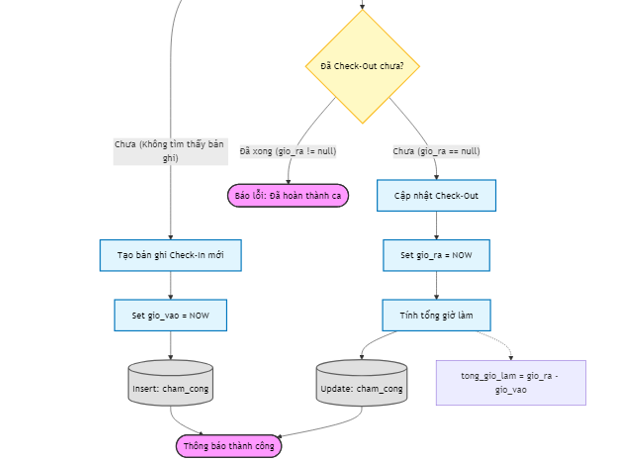 Đã Check-Out chưa?
Chưa (Không tìm thấy bản
ghi)
Đã xong (gio_ra != null)
Chưa (gio_ra == null)
Báo lỗi: Đã hoàn thành ca
Cập nhật Check-Out
Tạo bản ghi Check-In mới
Set gio_ra = NOW
Set gio_vao = NOW
Tính tổng giờ làm
Insert: cham_cong
Update: cham_cong
tong_gio_lam = gio_ra -
gio_vao
Thông báo thành công